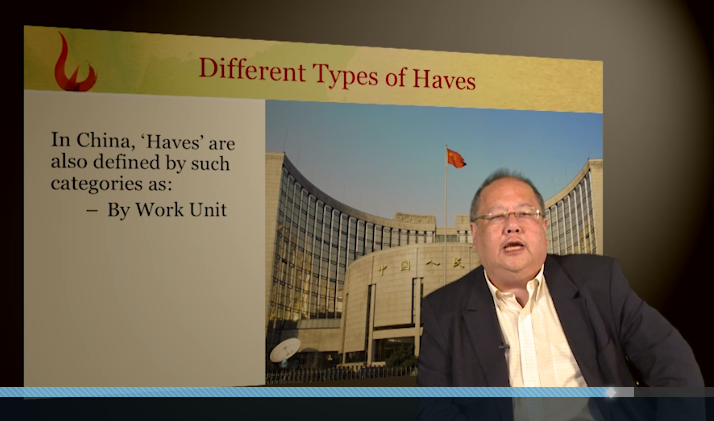 Different Types of Haves
In China, ‘Haves’ are
also defined by such
categories as:
– By Work Unit
中国人民